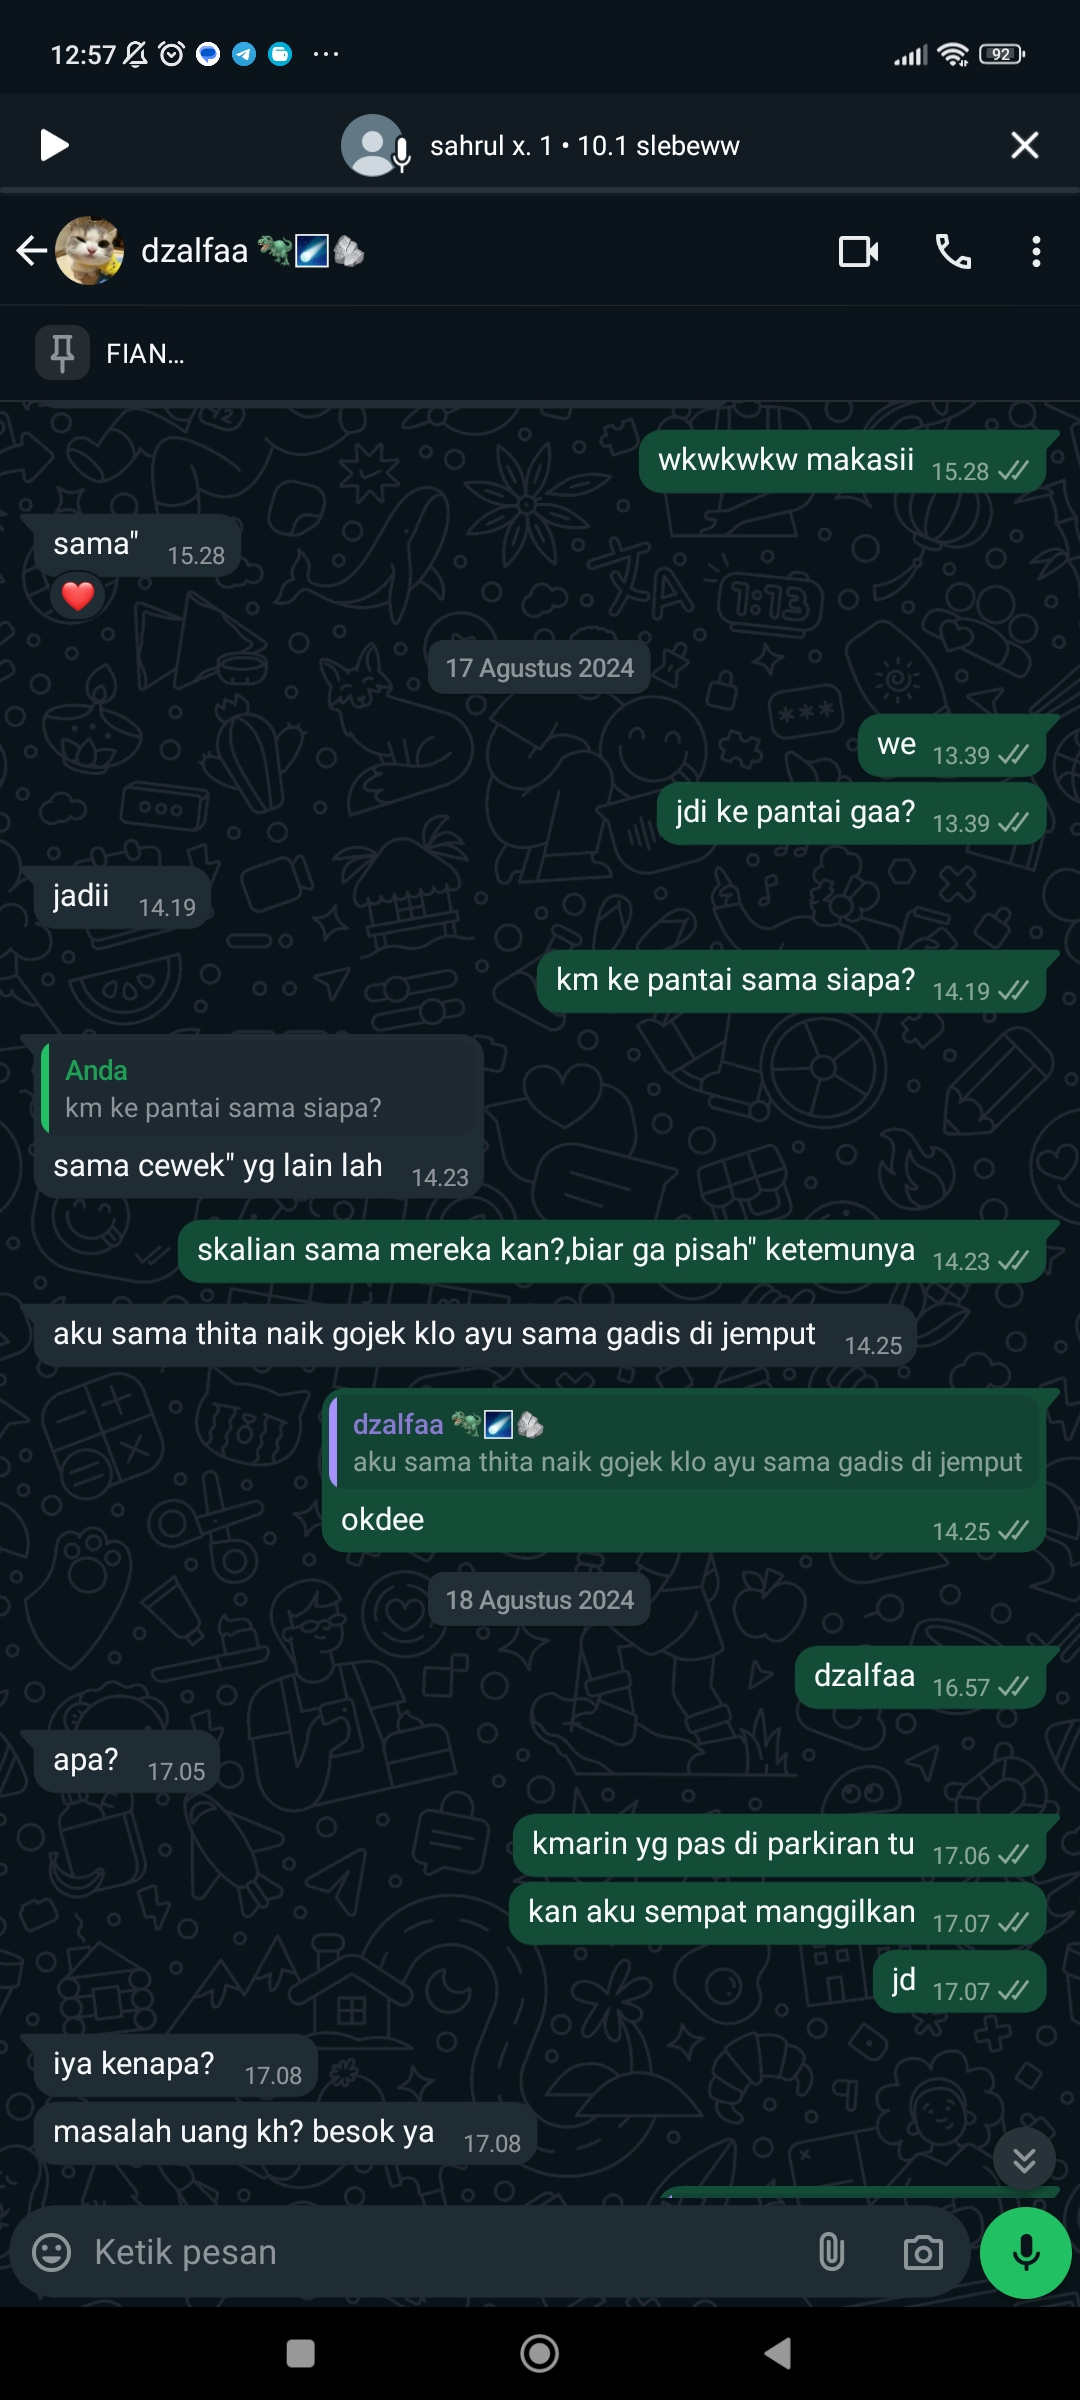 12:57 ... 92
sahrul x. 1 • 10.1 slebeww
dzalfaa 🦖🌠🪨
FIAN...
wkwkwkw makasii 15.28
sama" 15.28
❤️
17 Agustus 2024
we 13.39
jdi ke pantai gaa? 13.39
jadii 14.19
km ke pantai sama siapa? 14.19
Anda
km ke pantai sama siapa?
sama cewek" yg lain lah 14.23
skalian sama mereka kan?,biar ga pisah" ketemunya 14.23
aku sama thita naik gojek klo ayu sama gadis di jemput 14.25
dzalfaa 🦖🌠🪨
aku sama thita naik gojek klo ayu sama gadis di jemput
okdee 14.25
18 Agustus 2024
dzalfaa 16.57
apa? 17.05
kmarin yg pas di parkiran tu 17.06
kan aku sempat manggilkan 17.07
jd 17.07
iya kenapa? 17.08
masalah uang kh? besok ya 17.08
Ketik pesan